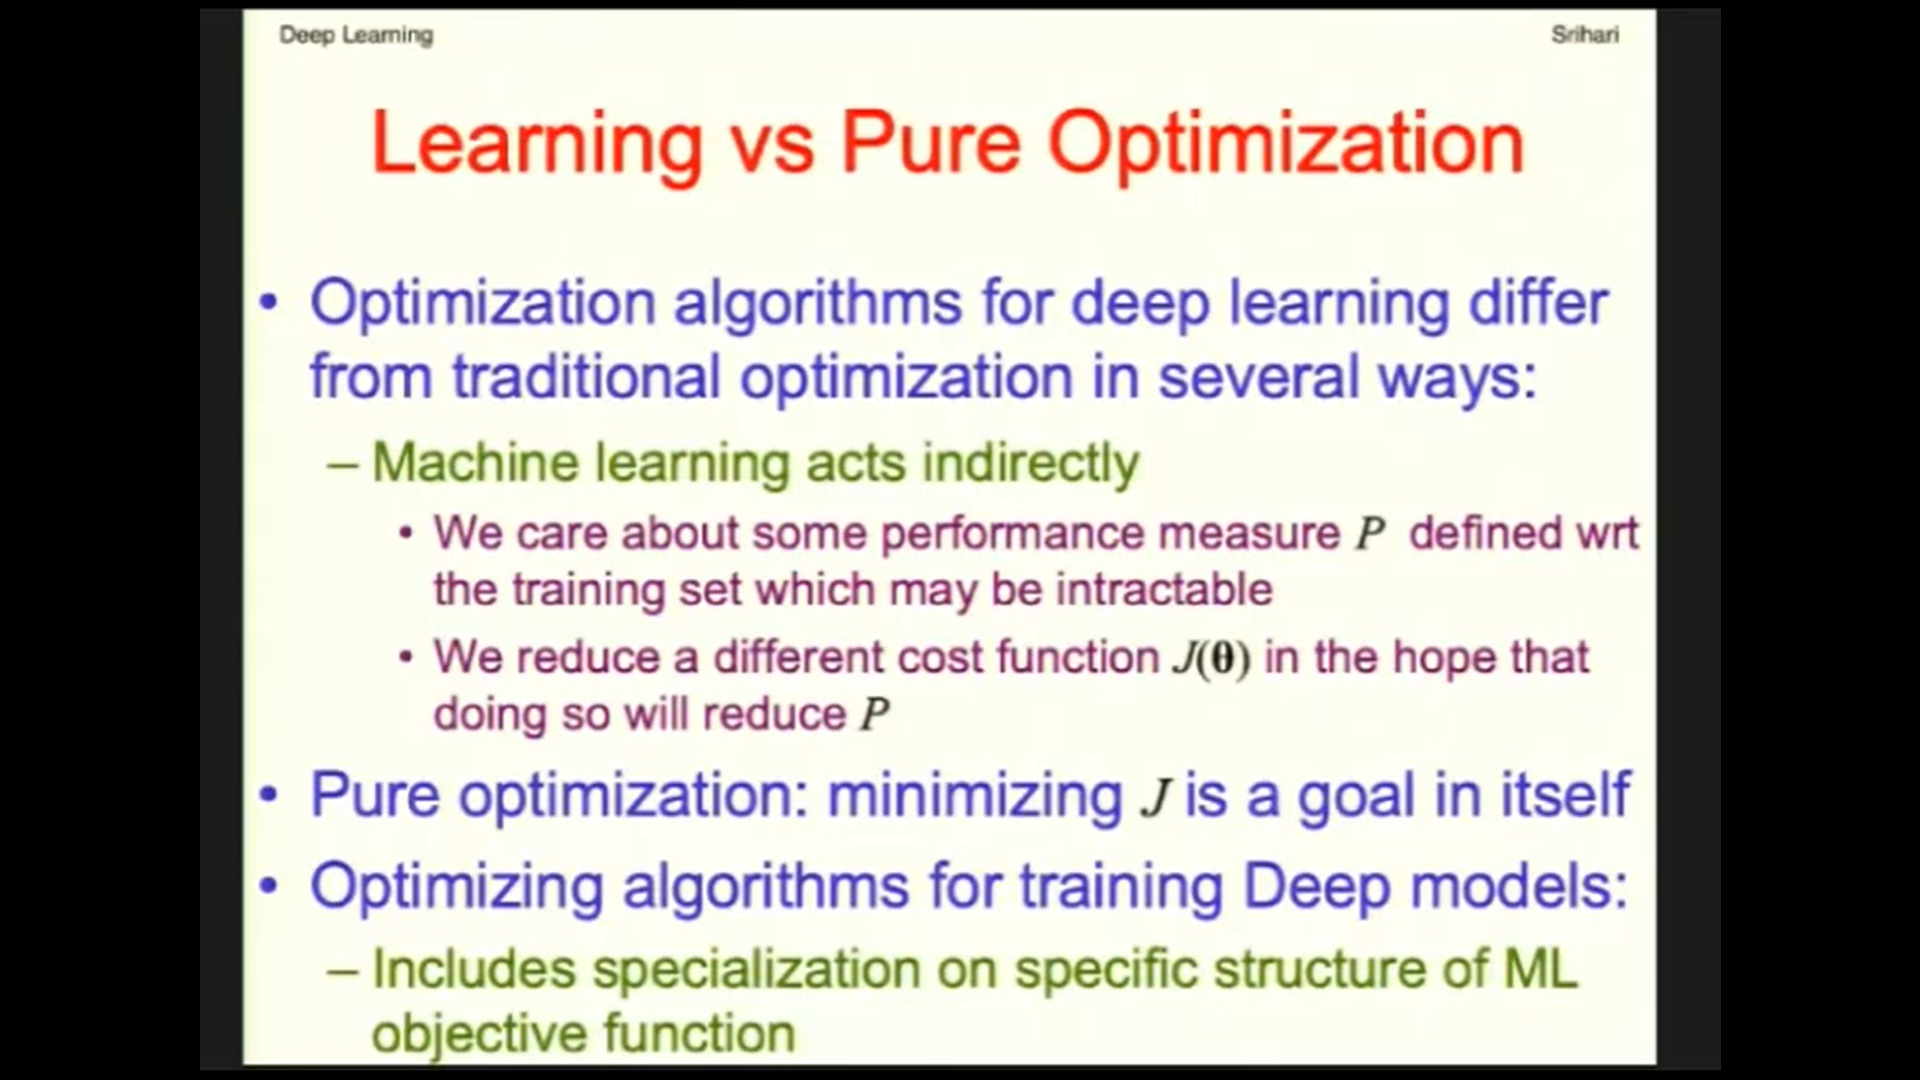 Deep Learning
Srihari
Learning vs Pure Optimization
• Optimization algorithms for deep learning differ
from traditional optimization in several ways:
– Machine learning acts indirectly
• We care about some performance measure P defined wrt
the training set which may be intractable
• We reduce a different cost function J(θ) in the hope that
doing so will reduce P
• Pure optimization: minimizing J is a goal in itself
• Optimizing algorithms for training Deep models:
– Includes specialization on specific structure of ML
objective function